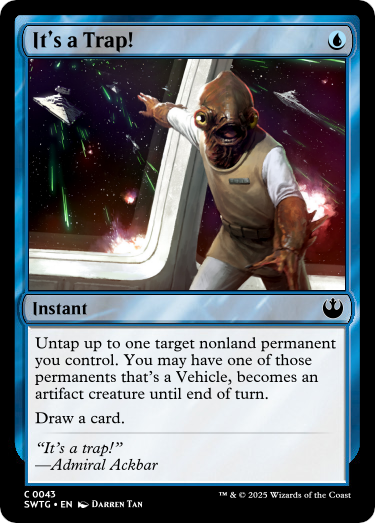 It's a Trap!
Instant
Untap up to one target nonland permanent
you control. You may have one of those
permanents that's a Vehicle, becomes an
artifact creature until end of turn.
Draw a card.
"It's a trap!"
—Admiral Ackbar
C 0043
SWTG • EN Darren Tan
™ & © 2025 Wizards of the Coast